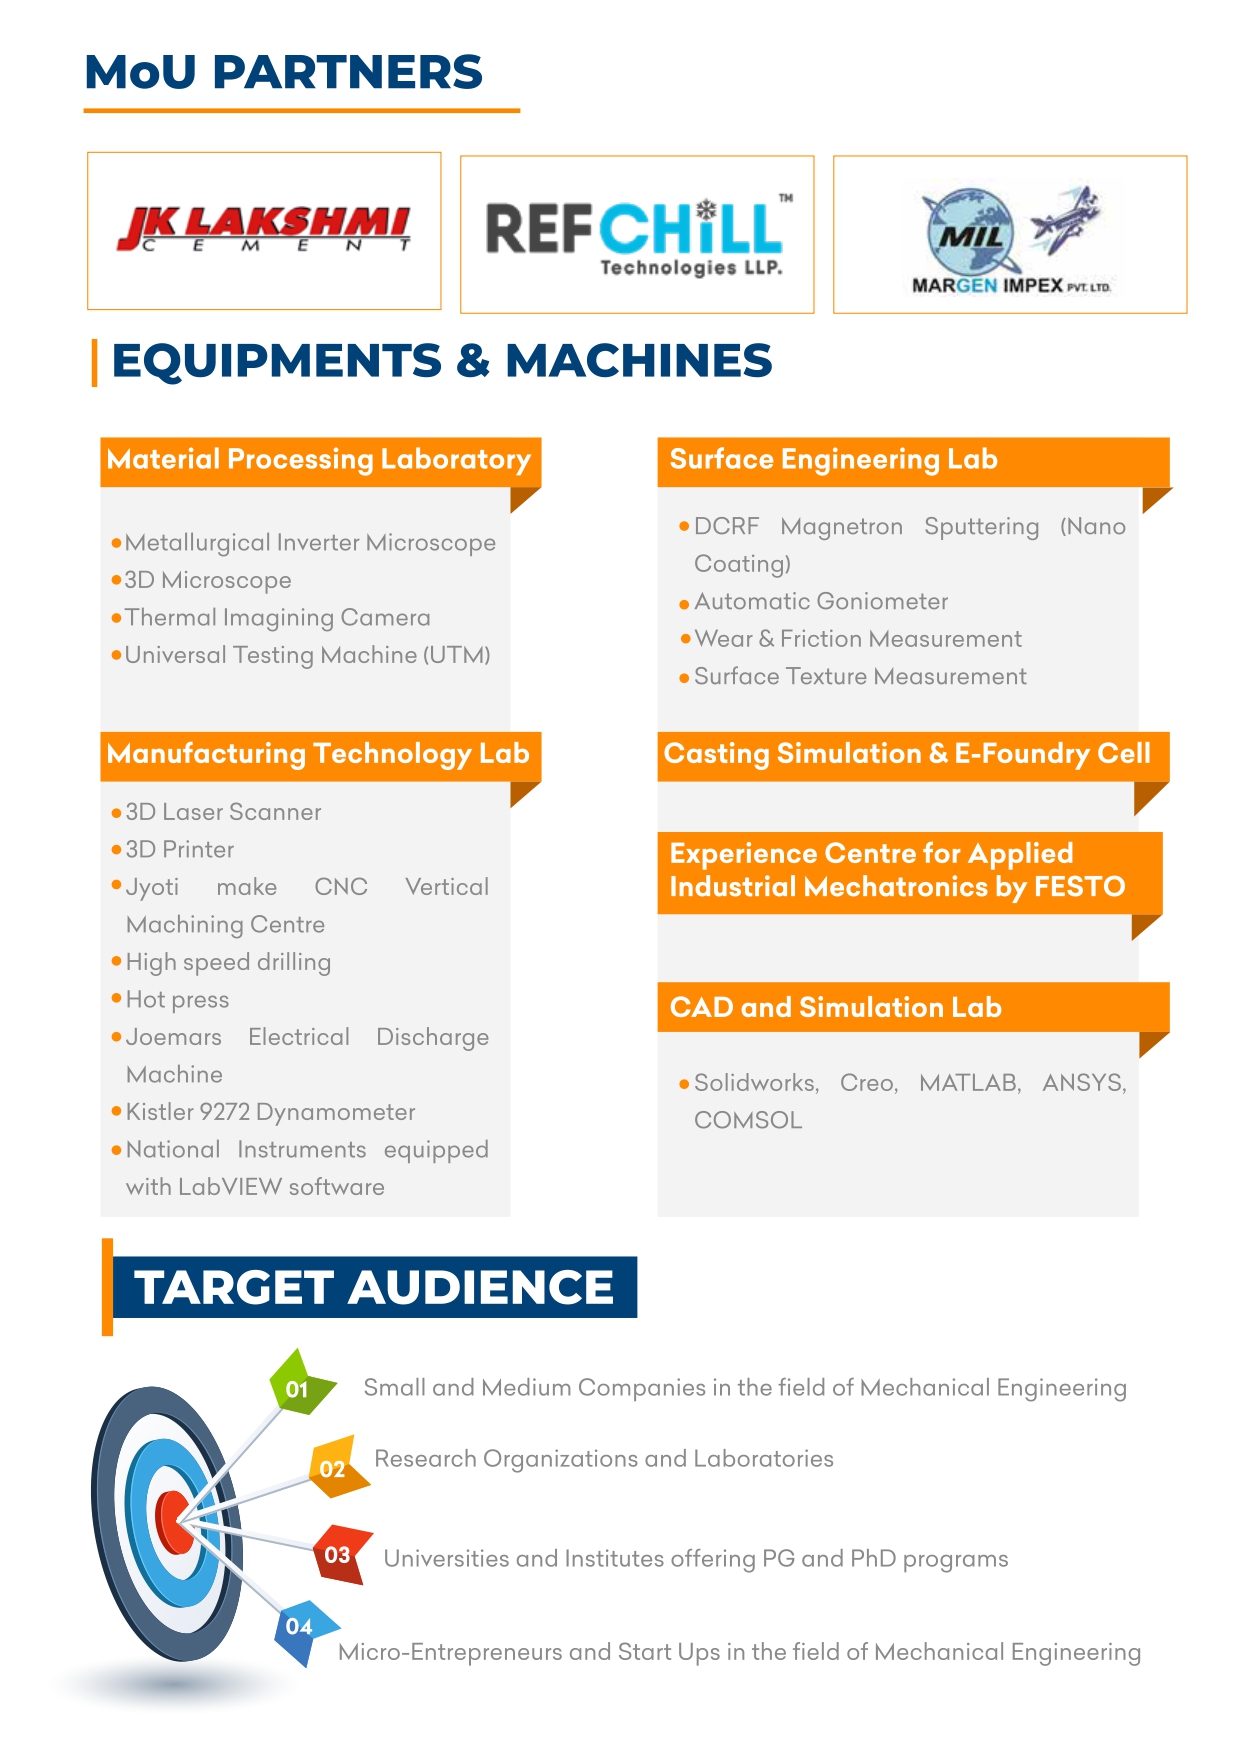 MoU PARTNERS
JK LAKSHMI
CEMENT
REFCHiLL™
Technologies LLP.
MIL
MARGEN IMPEX PVT. LTD.
EQUIPMENTS & MACHINES
Material Processing Laboratory
•Metallurgical Inverter Microscope
•3D Microscope
•Thermal Imagining Camera
•Universal Testing Machine (UTM)
Manufacturing Technology Lab
•3D Laser Scanner
•3D Printer
•Jyoti make CNC Vertical
Machining Centre
•High speed drilling
•Hot press
•Joemars Electrical Discharge
Machine
•Kistler 9272 Dynamometer
•National Instruments equipped
with LabVIEW software
Surface Engineering Lab
•DCRF Magnetron Sputtering (Nano
Coating)
•Automatic Goniometer
•Wear & Friction Measurement
•Surface Texture Measurement
Casting Simulation & E-Foundry Cell
Experience Centre for Applied
Industrial Mechatronics by FESTO
CAD and Simulation Lab
•Solidworks, Creo, MATLAB, ANSYS,
COMSOL
TARGET AUDIENCE
01 Small and Medium Companies in the field of Mechanical Engineering
02 Research Organizations and Laboratories
03 Universities and Institutes offering PG and PhD programs
04 Micro-Entrepreneurs and Start Ups in the field of Mechanical Engineering